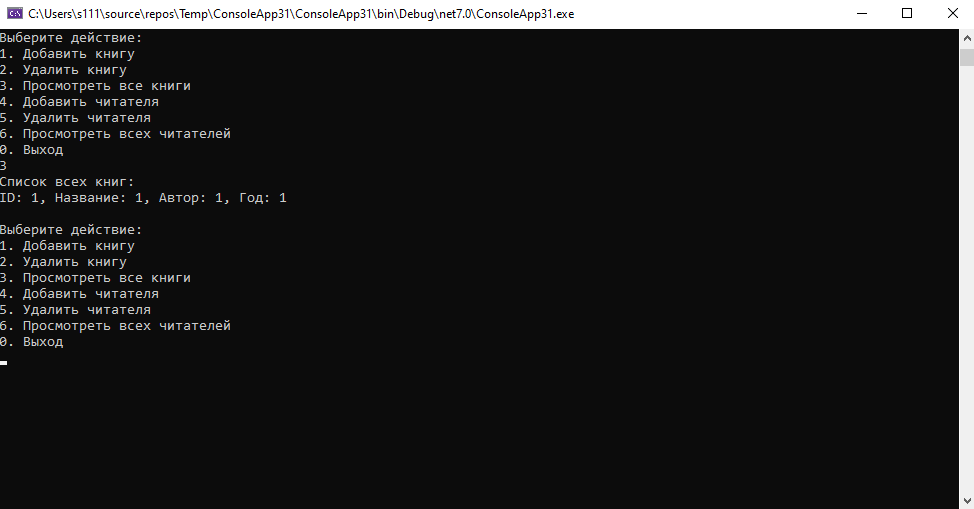 C:\Users\s111\source\repos\Temp\ConsoleApp31\ConsoleApp31\bin\Debug\net7.0\ConsoleApp31.exe
Выберите действие:
1. Добавить книгу
2. Удалить книгу
3. Просмотреть все книги
4. Добавить читателя
5. Удалить читателя
6. Просмотреть всех читателей
0. Выход
3
Список всех книг:
ID: 1, Название: 1, Автор: 1, Год: 1
Выберите действие:
1. Добавить книгу
2. Удалить книгу
3. Просмотреть все книги
4. Добавить читателя
5. Удалить читателя
6. Просмотреть всех читателей
0. Выход